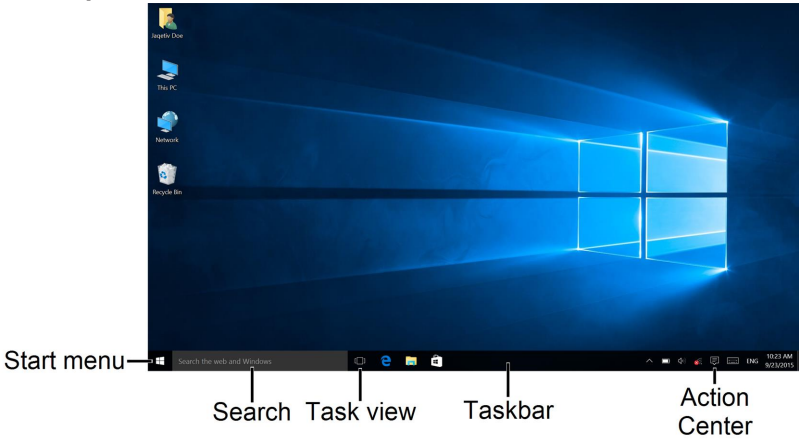 Jaqetiv Doe
This PC
Network
Recycle Bin
Start menu
Search the web and Windows
ENG
10:23 AM
9/23/2015
Search
Task view
Taskbar
Action
Center